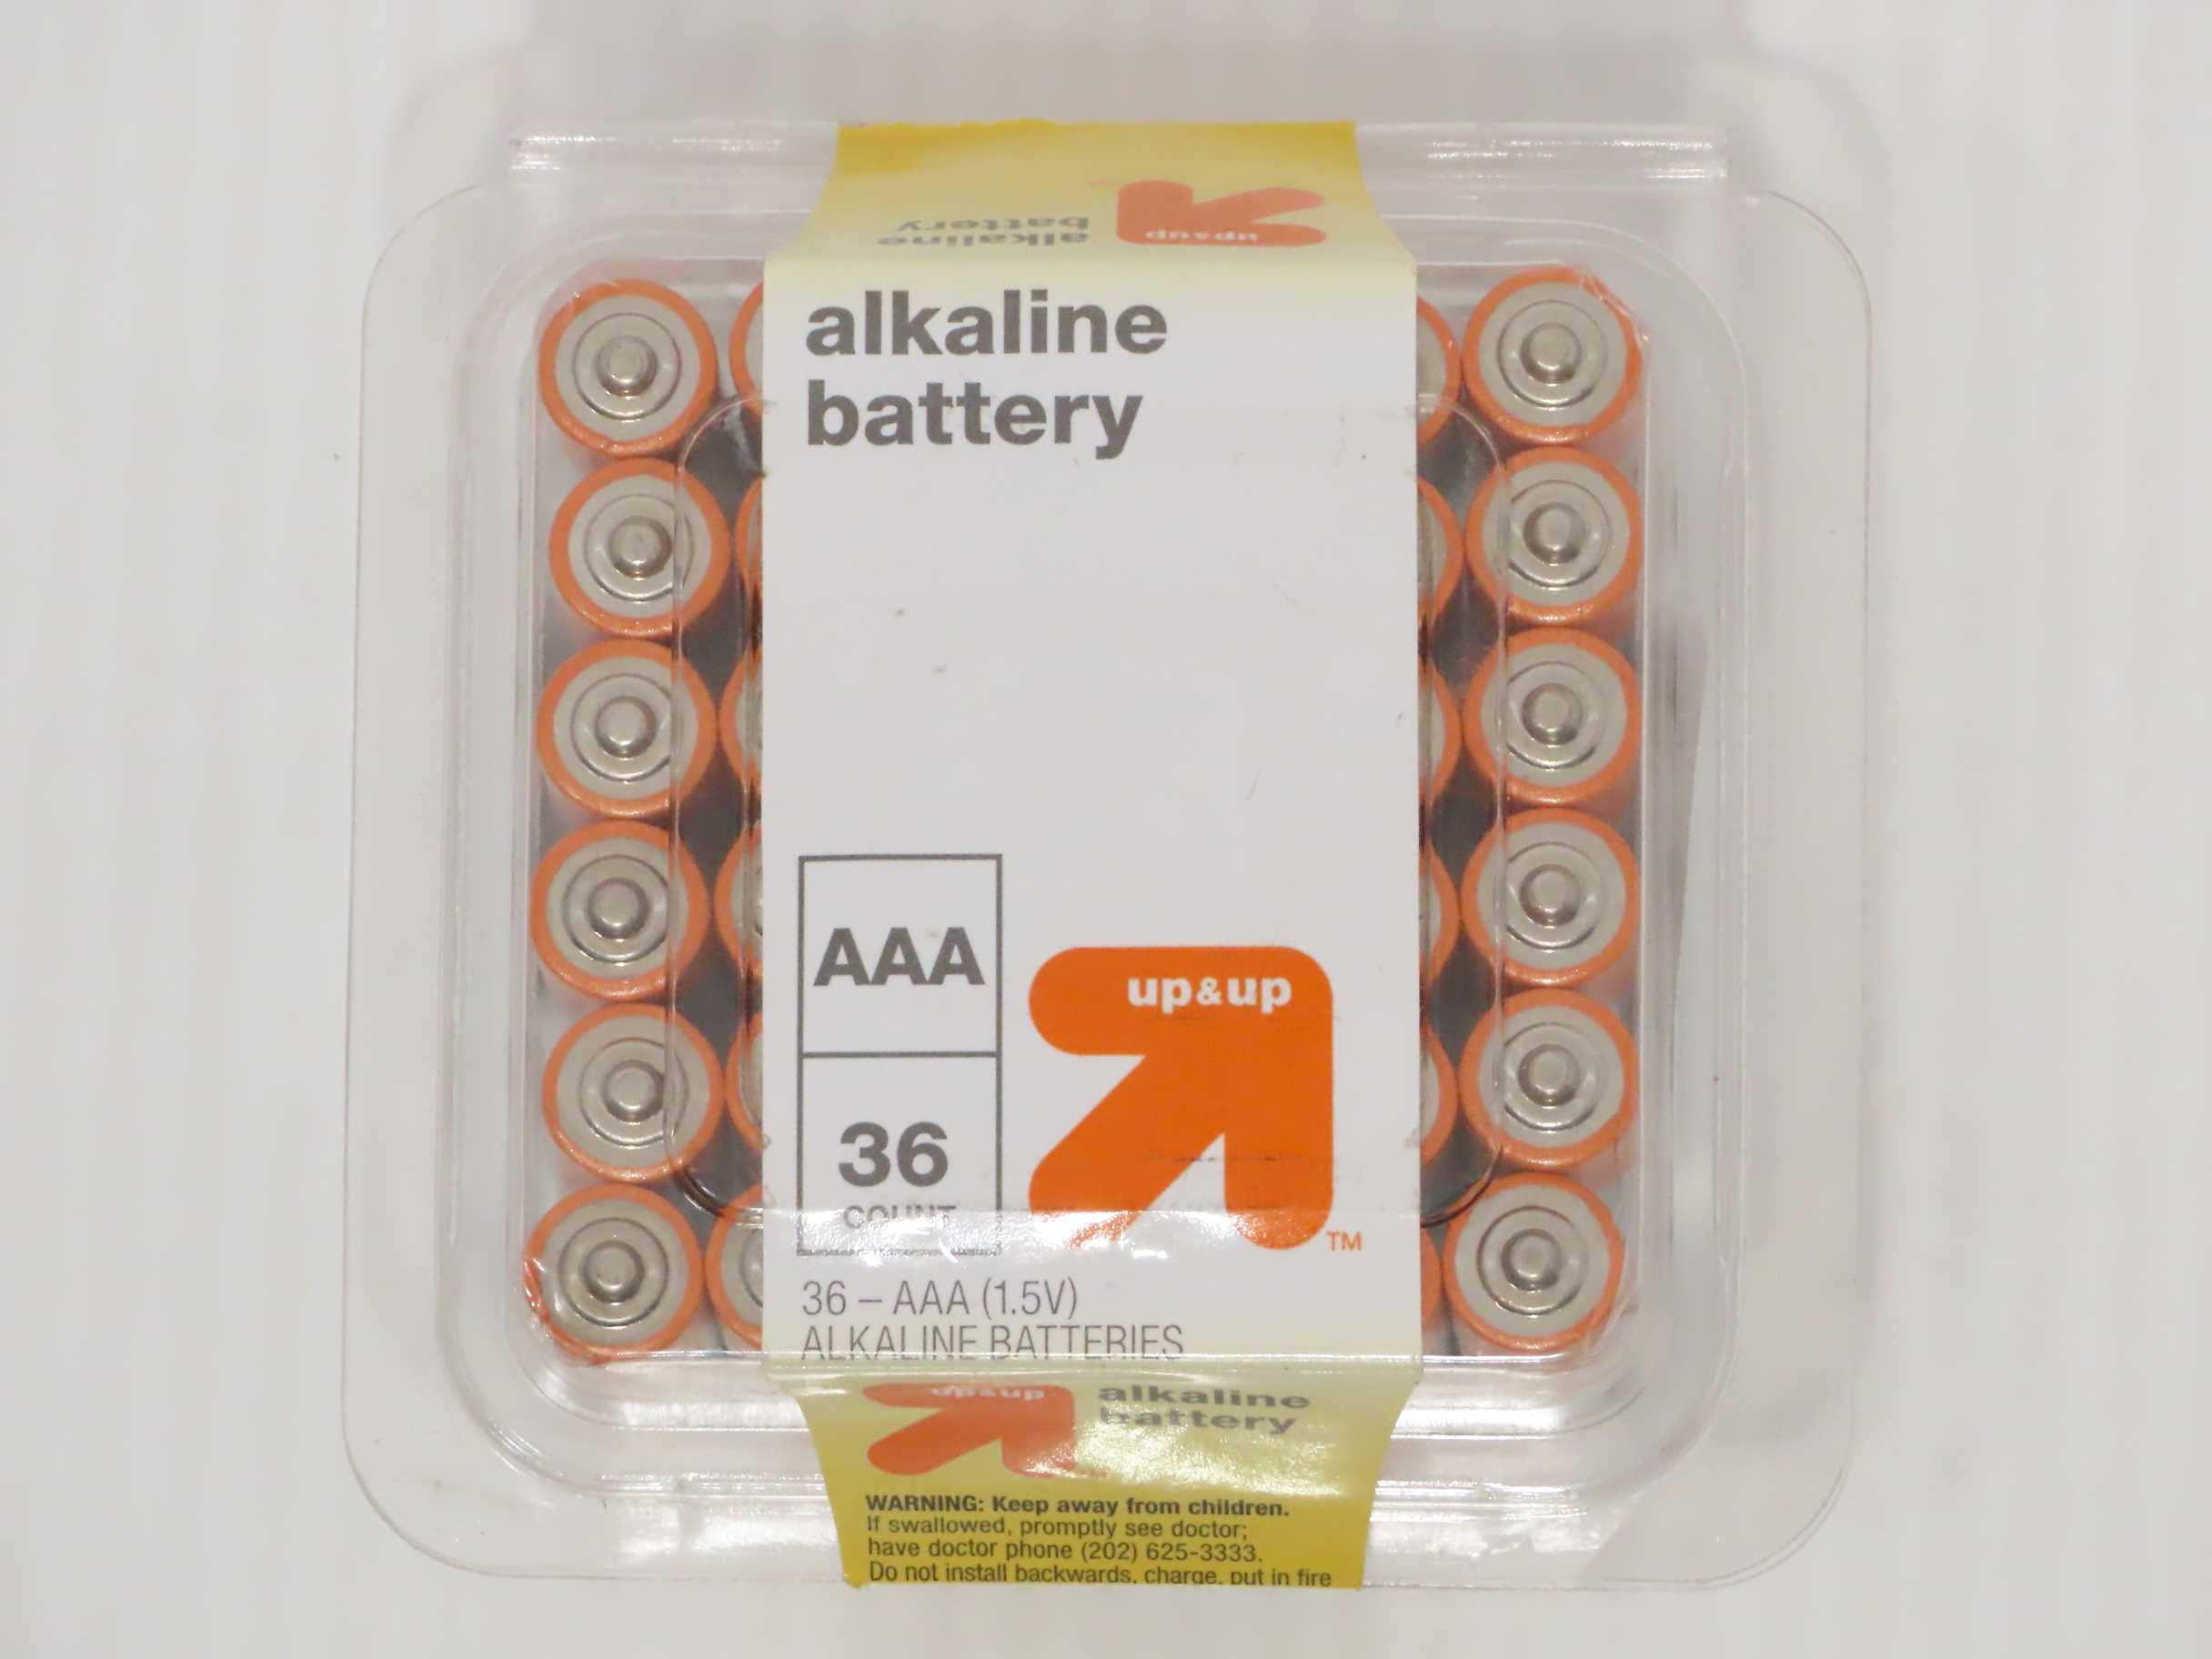 alkaline
battery
up&up
alkaline
battery
AAA
36
COUNT
up&up
TM
36 – AAA (1.5V)
ALKALINE BATTERIES
up&up
alkaline
battery
WARNING: Keep away from children.
If swallowed, promptly see doctor;
have doctor phone (202) 625-3333.
Do not install backwards, charge, put in fire